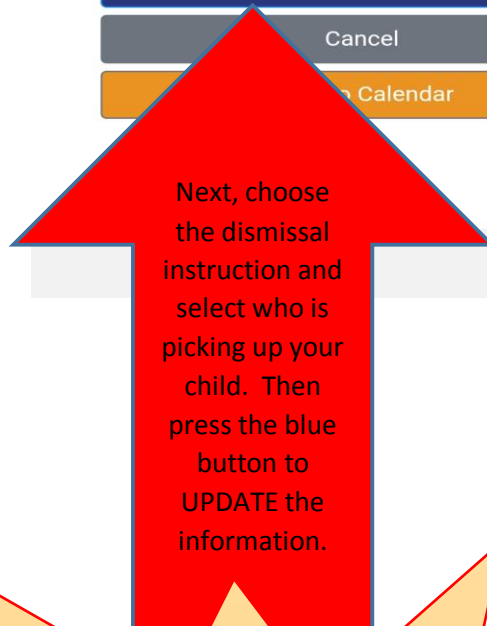 Cancel
Calendar
Next, choose
the dismissal
instruction and
select who is
picking up your
child. Then
press the blue
button to
UPDATE the
information.